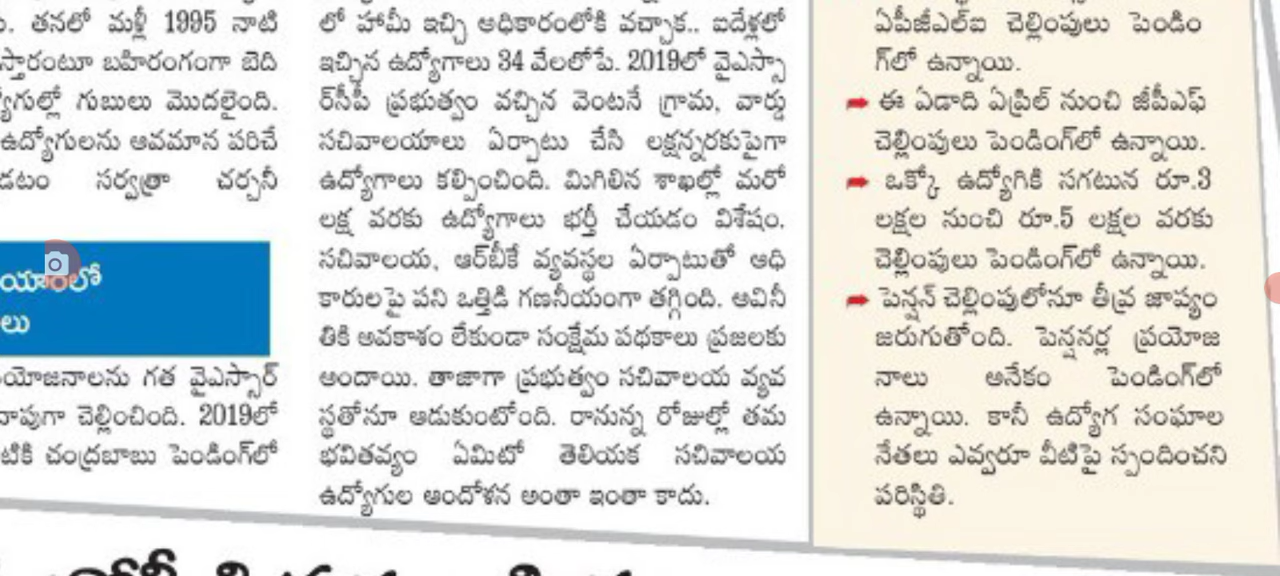 . తనలో మళ్లీ 1995 నాటి
స్తారంటూ బహిరంగంగా బెది
్యోగుల్లో గుబులు మొదలైంది.
ఉద్యోగులను అవమాన పరిచే
డటం సర్వత్రా చర్చనీ
యాంలో
లు
యోజనాలను గత వైఎస్సార్
దాపుగా చెల్లించింది. 2019లో
టికి చంద్రబాబు పెండింగ్‌లో
లో హామీ ఇచ్చి అధికారంలోకి వచ్చాక.. ఐదేళ్లలో
ఇచ్చిన ఉద్యోగాలు 34 వేలలోపే. 2019లో వైఎస్సా
ర్‌సీపీ ప్రభుత్వం వచ్చిన వెంటనే గ్రామ, వార్డు
సచివాలయాలు ఏర్పాటు చేసి లక్షన్నరకుపైగా
ఉద్యోగాలు కల్పించింది. మిగిలిన శాఖల్లో మరో
లక్ష వరకు ఉద్యోగాలు భర్తీ చేయడం విశేషం.
సచివాలయ, ఆర్‌బీకే వ్యవస్థల ఏర్పాటుతో అధి
కారులపై పని ఒత్తిడి గణనీయంగా తగ్గింది. అవినీ
తికి అవకాశం లేకుండా సంక్షేమ పథకాలు ప్రజలకు
అందాయి. తాజాగా ప్రభుత్వం సచివాలయ వ్యవ
స్థతోనూ ఆడుకుంటోంది. రానున్న రోజుల్లో తమ
భవితవ్యం ఏమిటో తెలియక సచివాలయ
ఉద్యోగుల ఆందోళన అంతా ఇంతా కాదు.
ఏపీజీఎల్‌ఐ చెల్లింపులు పెండిం
గ్‌లో ఉన్నాయి.
ఈ ఏడాది ఏప్రిల్ నుంచి జీపీఎఫ్
చెల్లింపులు పెండింగ్‌లో ఉన్నాయి.
ఒక్కో ఉద్యోగికి సగటున రూ.3
లక్షల నుంచి రూ.5 లక్షల వరకు
చెల్లింపులు పెండింగ్‌లో ఉన్నాయి.
పెన్షన్ చెల్లింపులోనూ తీవ్ర జాప్యం
జరుగుతోంది. పెన్షనర్ల ప్రయోజ
నాలు అనేకం పెండింగ్‌లో
ఉన్నాయి. కానీ ఉద్యోగ సంఘాల
నేతలు ఎవ్వరూ వీటిపై స్పందించని
పరిస్థితి.